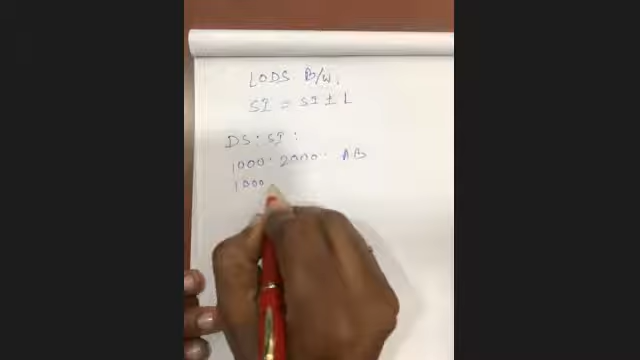 LODS B/W;
SI = SI ± L
DS : SI :
1000: 2000 .. AB
1000